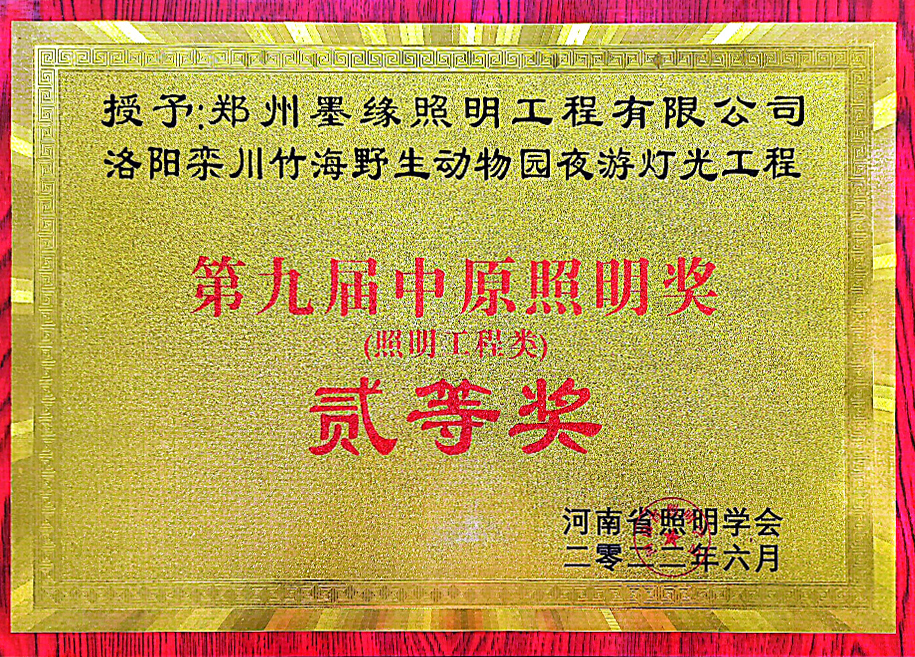 授予:郑州墨缘照明工程有限公司
洛阳栾川竹海野生动物园夜游灯光工程
第九届中原照明奖
(照明工程类)
贰等奖
河南省照明学会
二零二二年六月